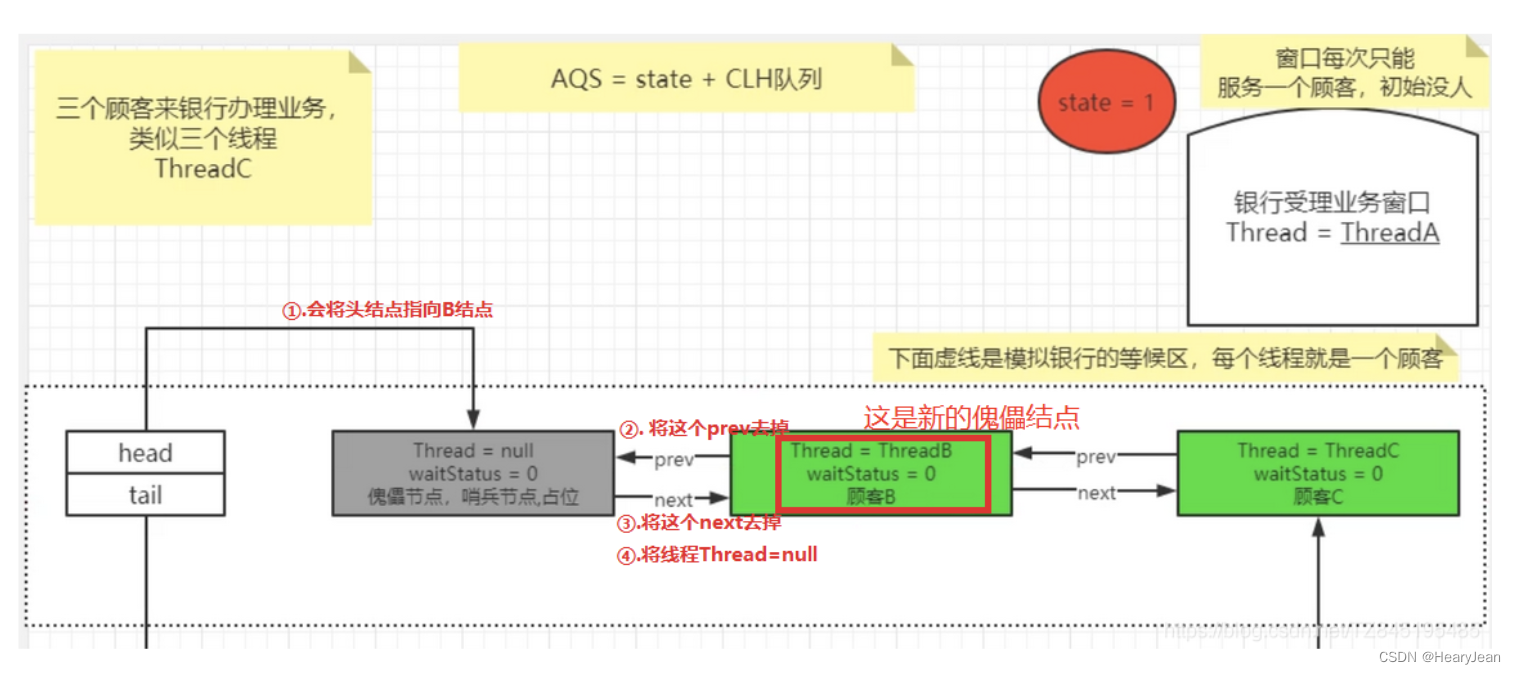 三个顾客来银行办理业务，
类似三个线程
ThreadC
AQS = state + CLH队列
state = 1
窗口每次只能
服务一个顾客，初始没人
银行受理业务窗口
Thread = ThreadA
①.会将头结点指向B结点
下面虚线是模拟银行的等候区，每个线程就是一个顾客
head
tail
Thread = null
waitStatus = 0
傀儡节点，哨兵节点,占位
②. 将这个prev去掉
prev
next
③.将这个next去掉
④.将线程Thread=null
这是新的傀儡结点
Thread = ThreadB
waitStatus = 0
顾客B
prev
next
Thread = ThreadC
waitStatus = 0
顾客C
CSDN @HearyJean